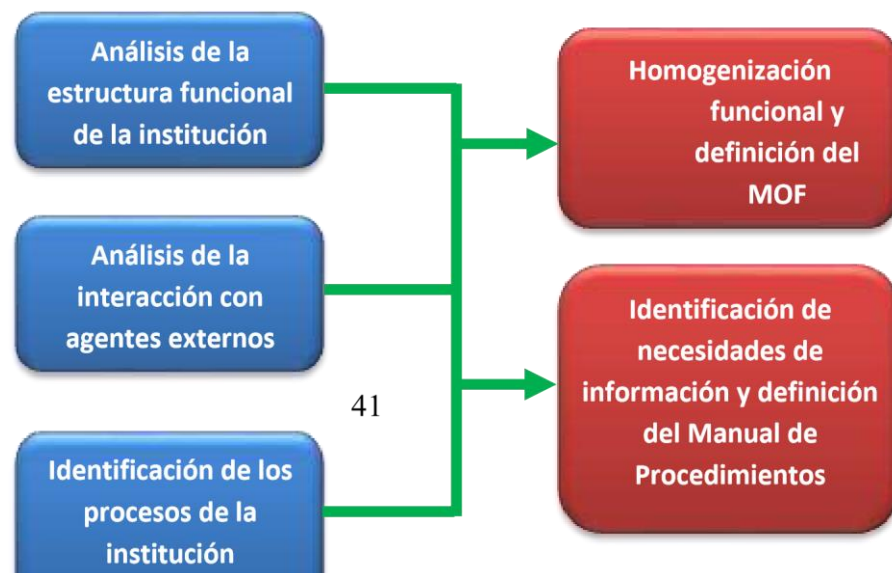 Análisis de la
estructura funcional
de la institución
Análisis de la
interacción con
agentes externos
41
Identificación de los
procesos de la
institución
Homogenización
funcional y
definición del
MOF
Identificación de
necesidades de
información y definición
del Manual de
Procedimientos